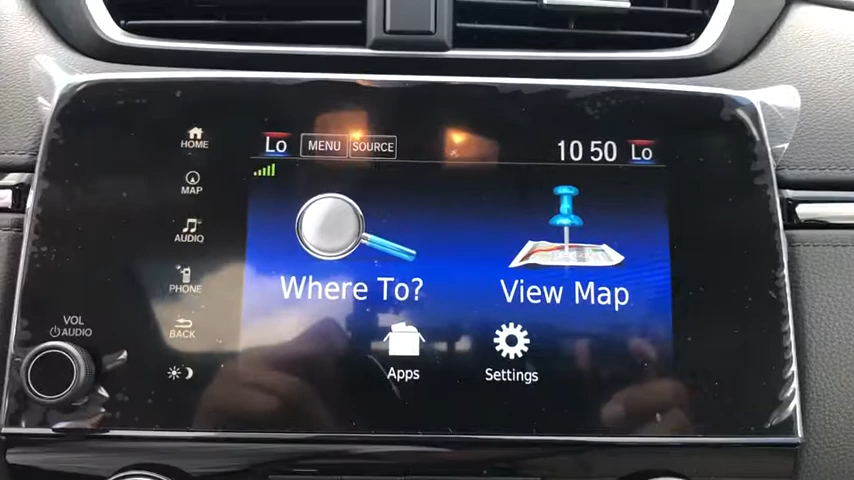 HOME
MAP
AUDIO
PHONE
BACK
VOL
AUDIO
Lo MENU SOURCE 10 50 Lo
Where To? View Map
Apps Settings